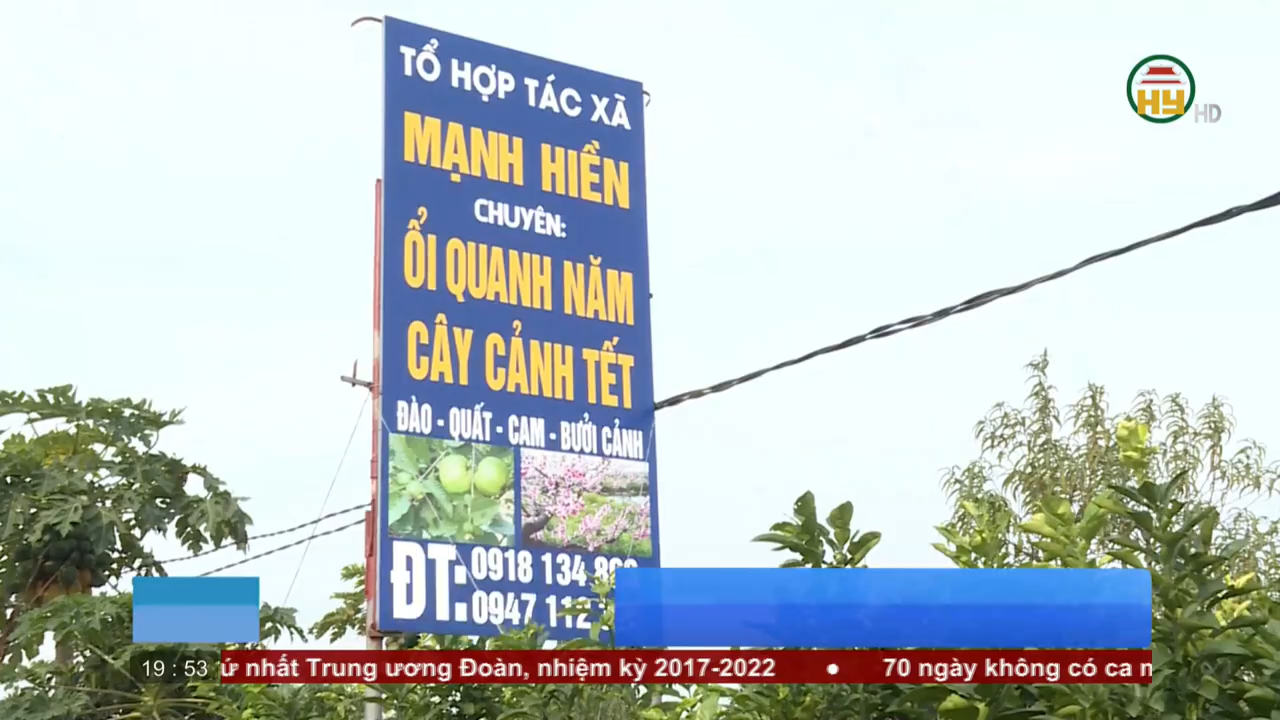 TỔ HỢP TÁC XÃ
MẠNH HIỀN
CHUYÊN:
ỔI QUANH NĂM
CÂY CẢNH TẾT
ĐÀO - QUẤT - CAM - BƯỞI CẢNH
ĐT: 0918 134
0947 112
HY HD
19 : 53 ứ nhất Trung ương Đoàn, nhiệm kỳ 2017-2022 • 70 ngày không có ca